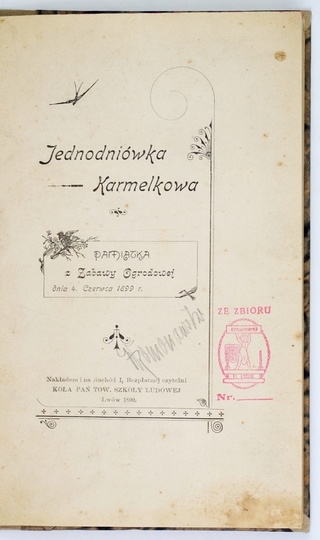 Jednodniówka
Karmelkowa
PAMIĄTKA
z Zabawy Ogrodowej
dnia 4. Czerwca 1899 r.
Nakładem i na dochód I. Bezpłatnej czytelni
KOŁA PAŃ TOW. SZKOŁY LUDOWEJ
Lwów 1899.
ZE ZBIORU
Nr.